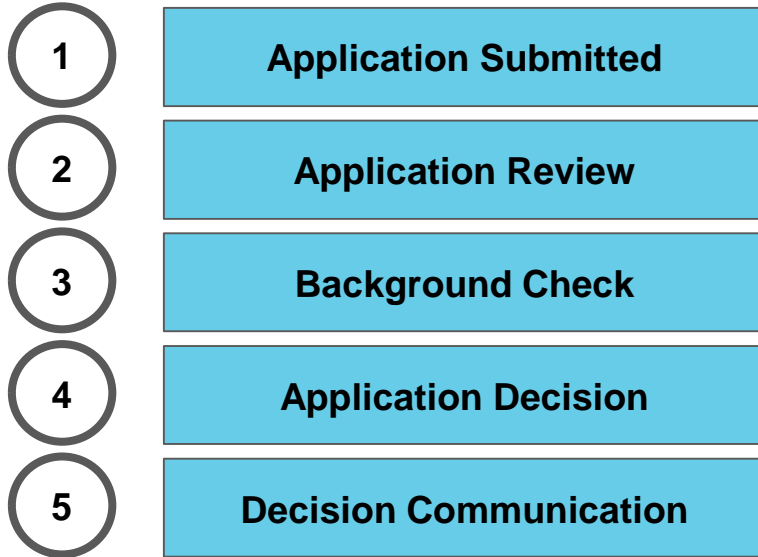 1 Application Submitted
2 Application Review
3 Background Check
4 Application Decision
5 Decision Communication